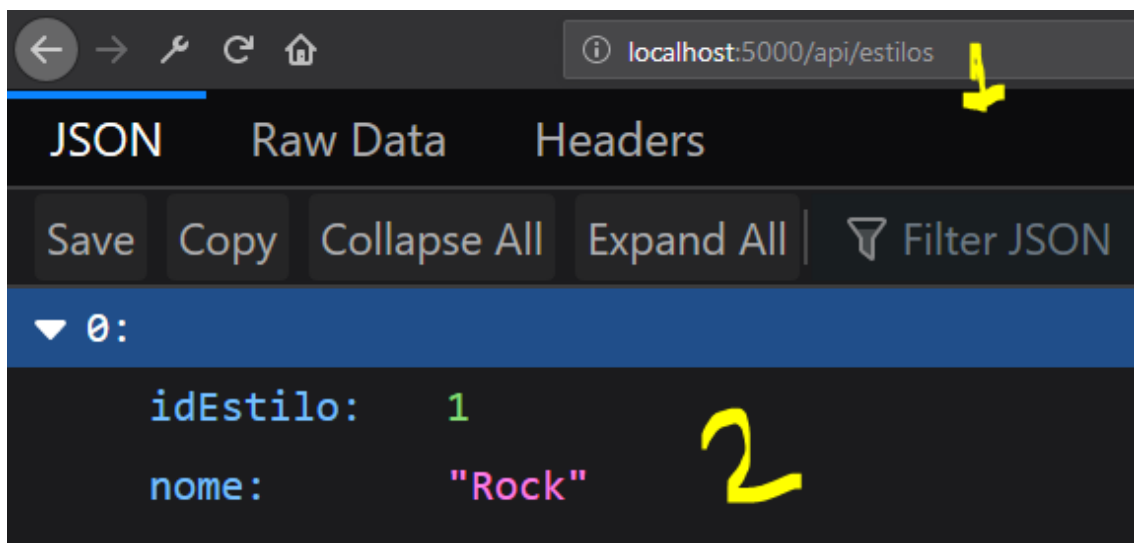 localhost:5000/api/estilos 1
JSON Raw Data Headers
Save Copy Collapse All Expand All Filter JSON
0:
idEstilo: 1
nome: "Rock"
2